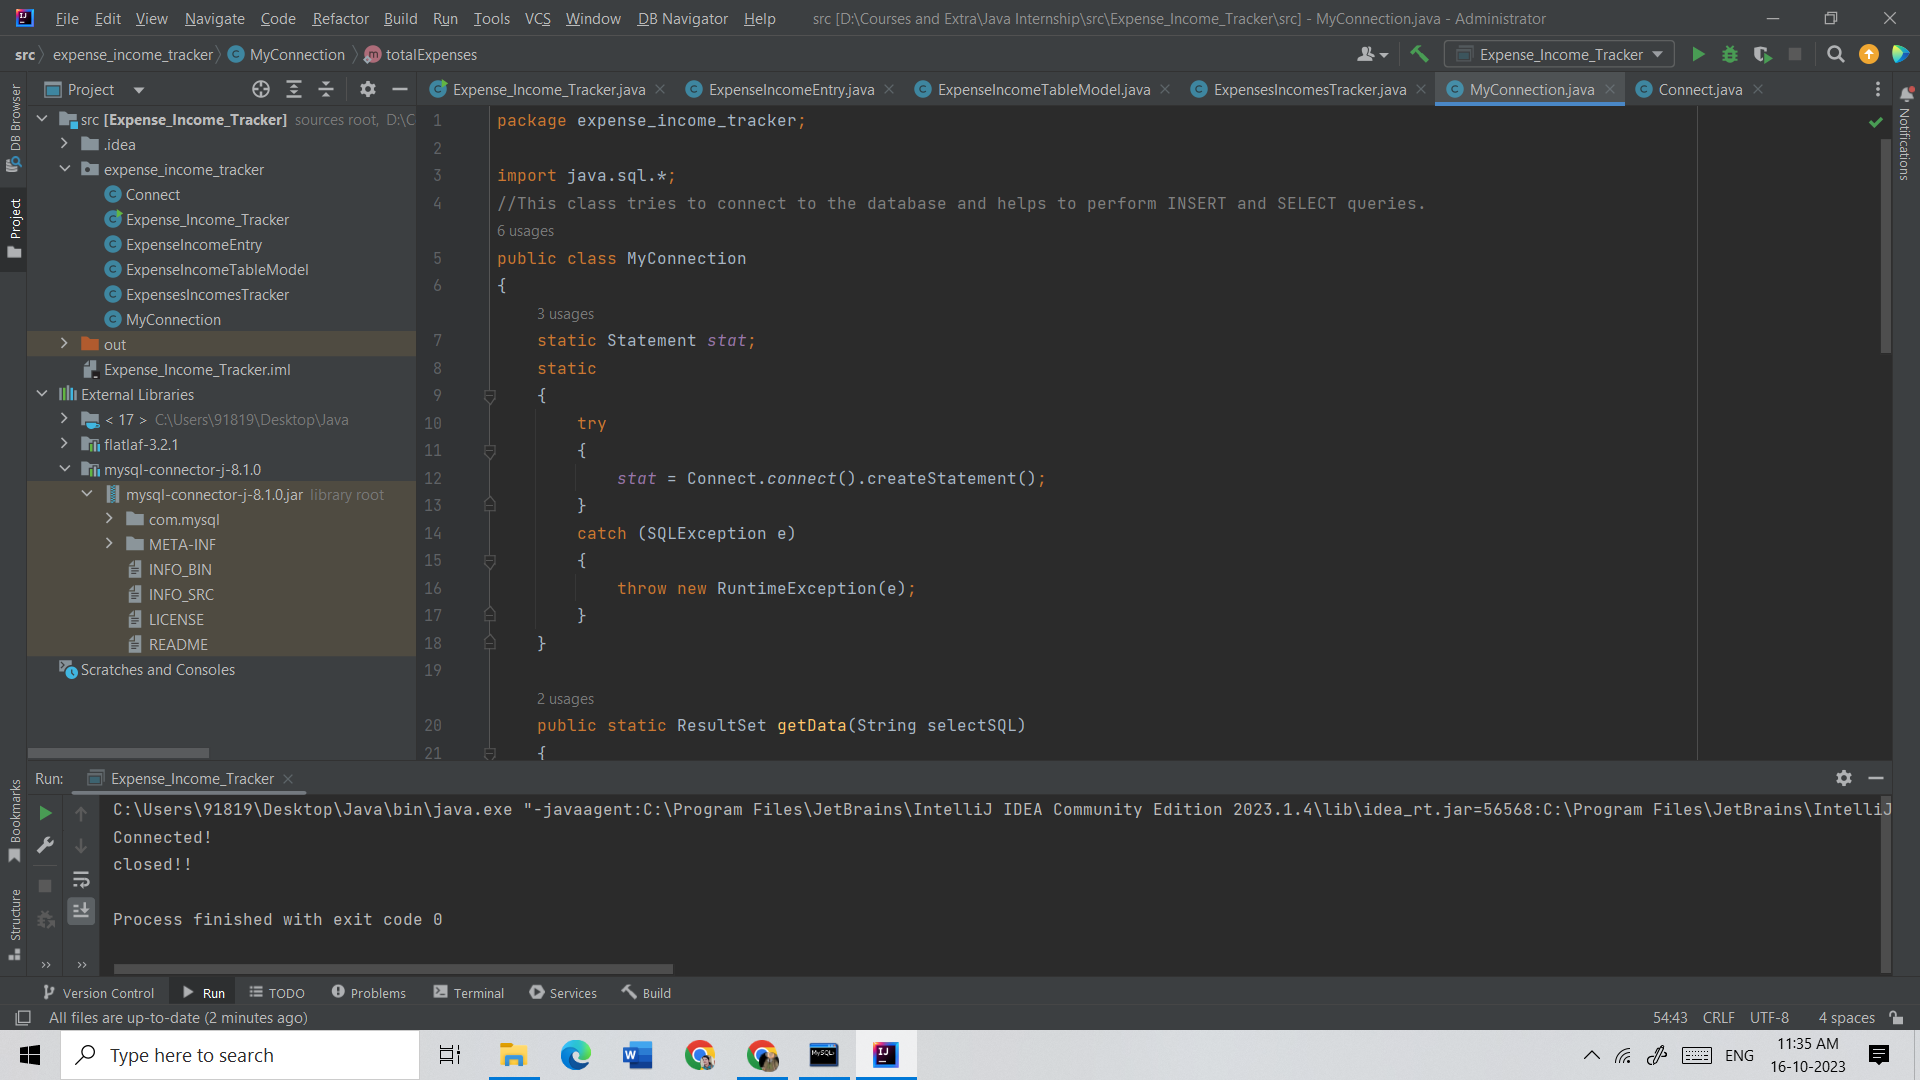 File Edit View Navigate Code Refactor Build Run Tools VCS Window DB Navigator Help src [D:\Courses and Extra\Java Internship\src\Expense_Income_Tracker\src] - MyConnection.java - Administrator
src expense_income_tracker MyConnection totalExpenses Expense_Income_Tracker
Project Expense_Income_Tracker.java ExpenseIncomeEntry.java ExpenseIncomeTableModel.java ExpensesIncomesTracker.java MyConnection.java Connect.java
DB Browser
Project
Bookmarks
Structure
Notifications
src [Expense_Income_Tracker] sources root, D:\C
.idea
expense_income_tracker
Connect
Expense_Income_Tracker
ExpenseIncomeEntry
ExpenseIncomeTableModel
ExpensesIncomesTracker
MyConnection
out
Expense_Income_Tracker.iml
External Libraries
< 17 > C:\Users\91819\Desktop\Java
flatlaf-3.2.1
mysql-connector-j-8.1.0
mysql-connector-j-8.1.0.jar library root
com.mysql
META-INF
INFO_BIN
INFO_SRC
LICENSE
README
Scratches and Consoles
1 package expense_income_tracker;
2
3 import java.sql.*;
4 //This class tries to connect to the database and helps to perform INSERT and SELECT queries.
6 usages
5 public class MyConnection
6 {
3 usages
7 static Statement stat;
8 static
9 {
10 try
11 {
12 stat = Connect.connect().createStatement();
13 }
14 catch (SQLException e)
15 {
16 throw new RuntimeException(e);
17 }
18 }
19
2 usages
20 public static ResultSet getData(String selectSQL)
21 {
Run: Expense_Income_Tracker
C:\Users\91819\Desktop\Java\bin\java.exe "-javaagent:C:\Program Files\JetBrains\IntelliJ IDEA Community Edition 2023.1.4\lib\idea_rt.jar=56568:C:\Program Files\JetBrains\IntelliJ
Connected!
closed!!
Process finished with exit code 0
Version Control Run TODO Problems Terminal Services Build
All files are up-to-date (2 minutes ago) 54:43 CRLF UTF-8 4 spaces
Type here to search ENG 11:35 AM
16-10-2023